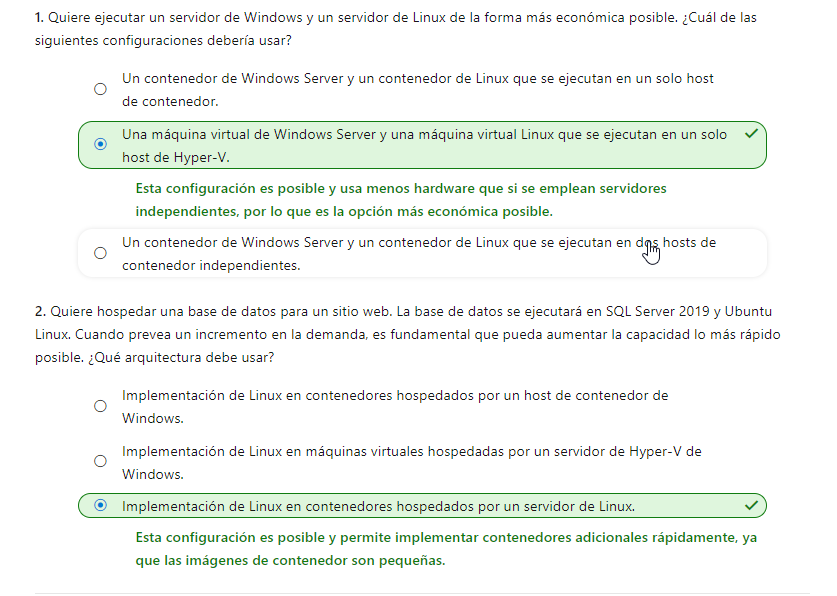 1. Quiere ejecutar un servidor de Windows y un servidor de Linux de la forma más económica posible. ¿Cuál de las
siguientes configuraciones debería usar?
Un contenedor de Windows Server y un contenedor de Linux que se ejecutan en un solo host
de contenedor.
Una máquina virtual de Windows Server y una máquina virtual Linux que se ejecutan en un solo
host de Hyper-V.
Esta configuración es posible y usa menos hardware que si se emplean servidores
independientes, por lo que es la opción más económica posible.
Un contenedor de Windows Server y un contenedor de Linux que se ejecutan en dos hosts de
contenedor independientes.
2. Quiere hospedar una base de datos para un sitio web. La base de datos se ejecutará en SQL Server 2019 y Ubuntu
Linux. Cuando prevea un incremento en la demanda, es fundamental que pueda aumentar la capacidad lo más rápido
posible. ¿Qué arquitectura debe usar?
Implementación de Linux en contenedores hospedados por un host de contenedor de
Windows.
Implementación de Linux en máquinas virtuales hospedadas por un servidor de Hyper-V de
Windows.
Implementación de Linux en contenedores hospedados por un servidor de Linux.
Esta configuración es posible y permite implementar contenedores adicionales rápidamente, ya
que las imágenes de contenedor son pequeñas.